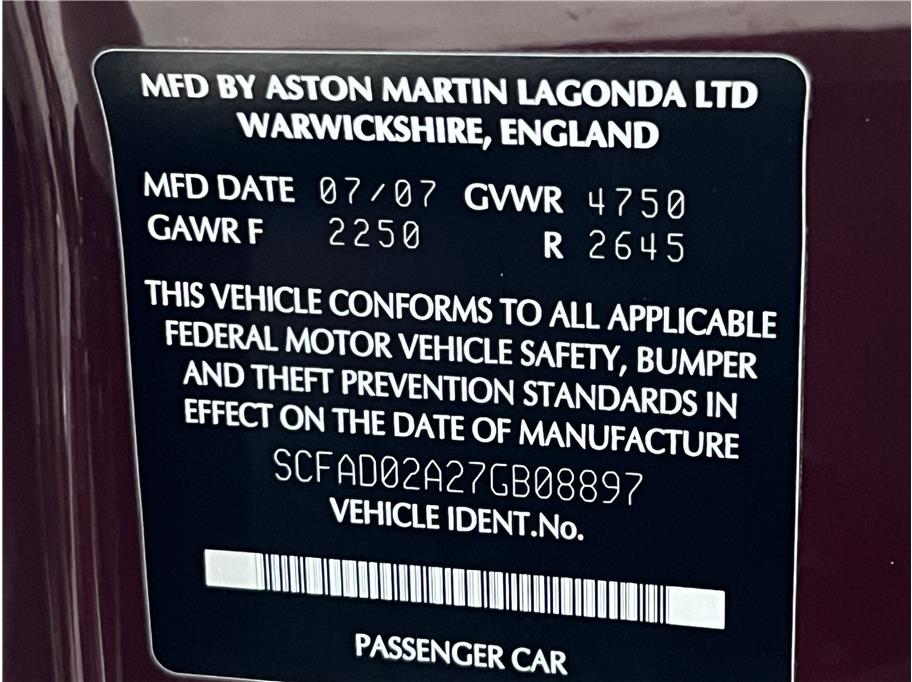 MFD BY ASTON MARTIN LAGONDA LTD
WARWICKSHIRE, ENGLAND
MFD DATE 07/07 GVWR 4750
GAWR F 2250 R 2645
THIS VEHICLE CONFORMS TO ALL APPLICABLE
FEDERAL MOTOR VEHICLE SAFETY, BUMPER
AND THEFT PREVENTION STANDARDS IN
EFFECT ON THE DATE OF MANUFACTURE
SCFAD02A27GB08897
VEHICLE IDENT.No.
PASSENGER CAR